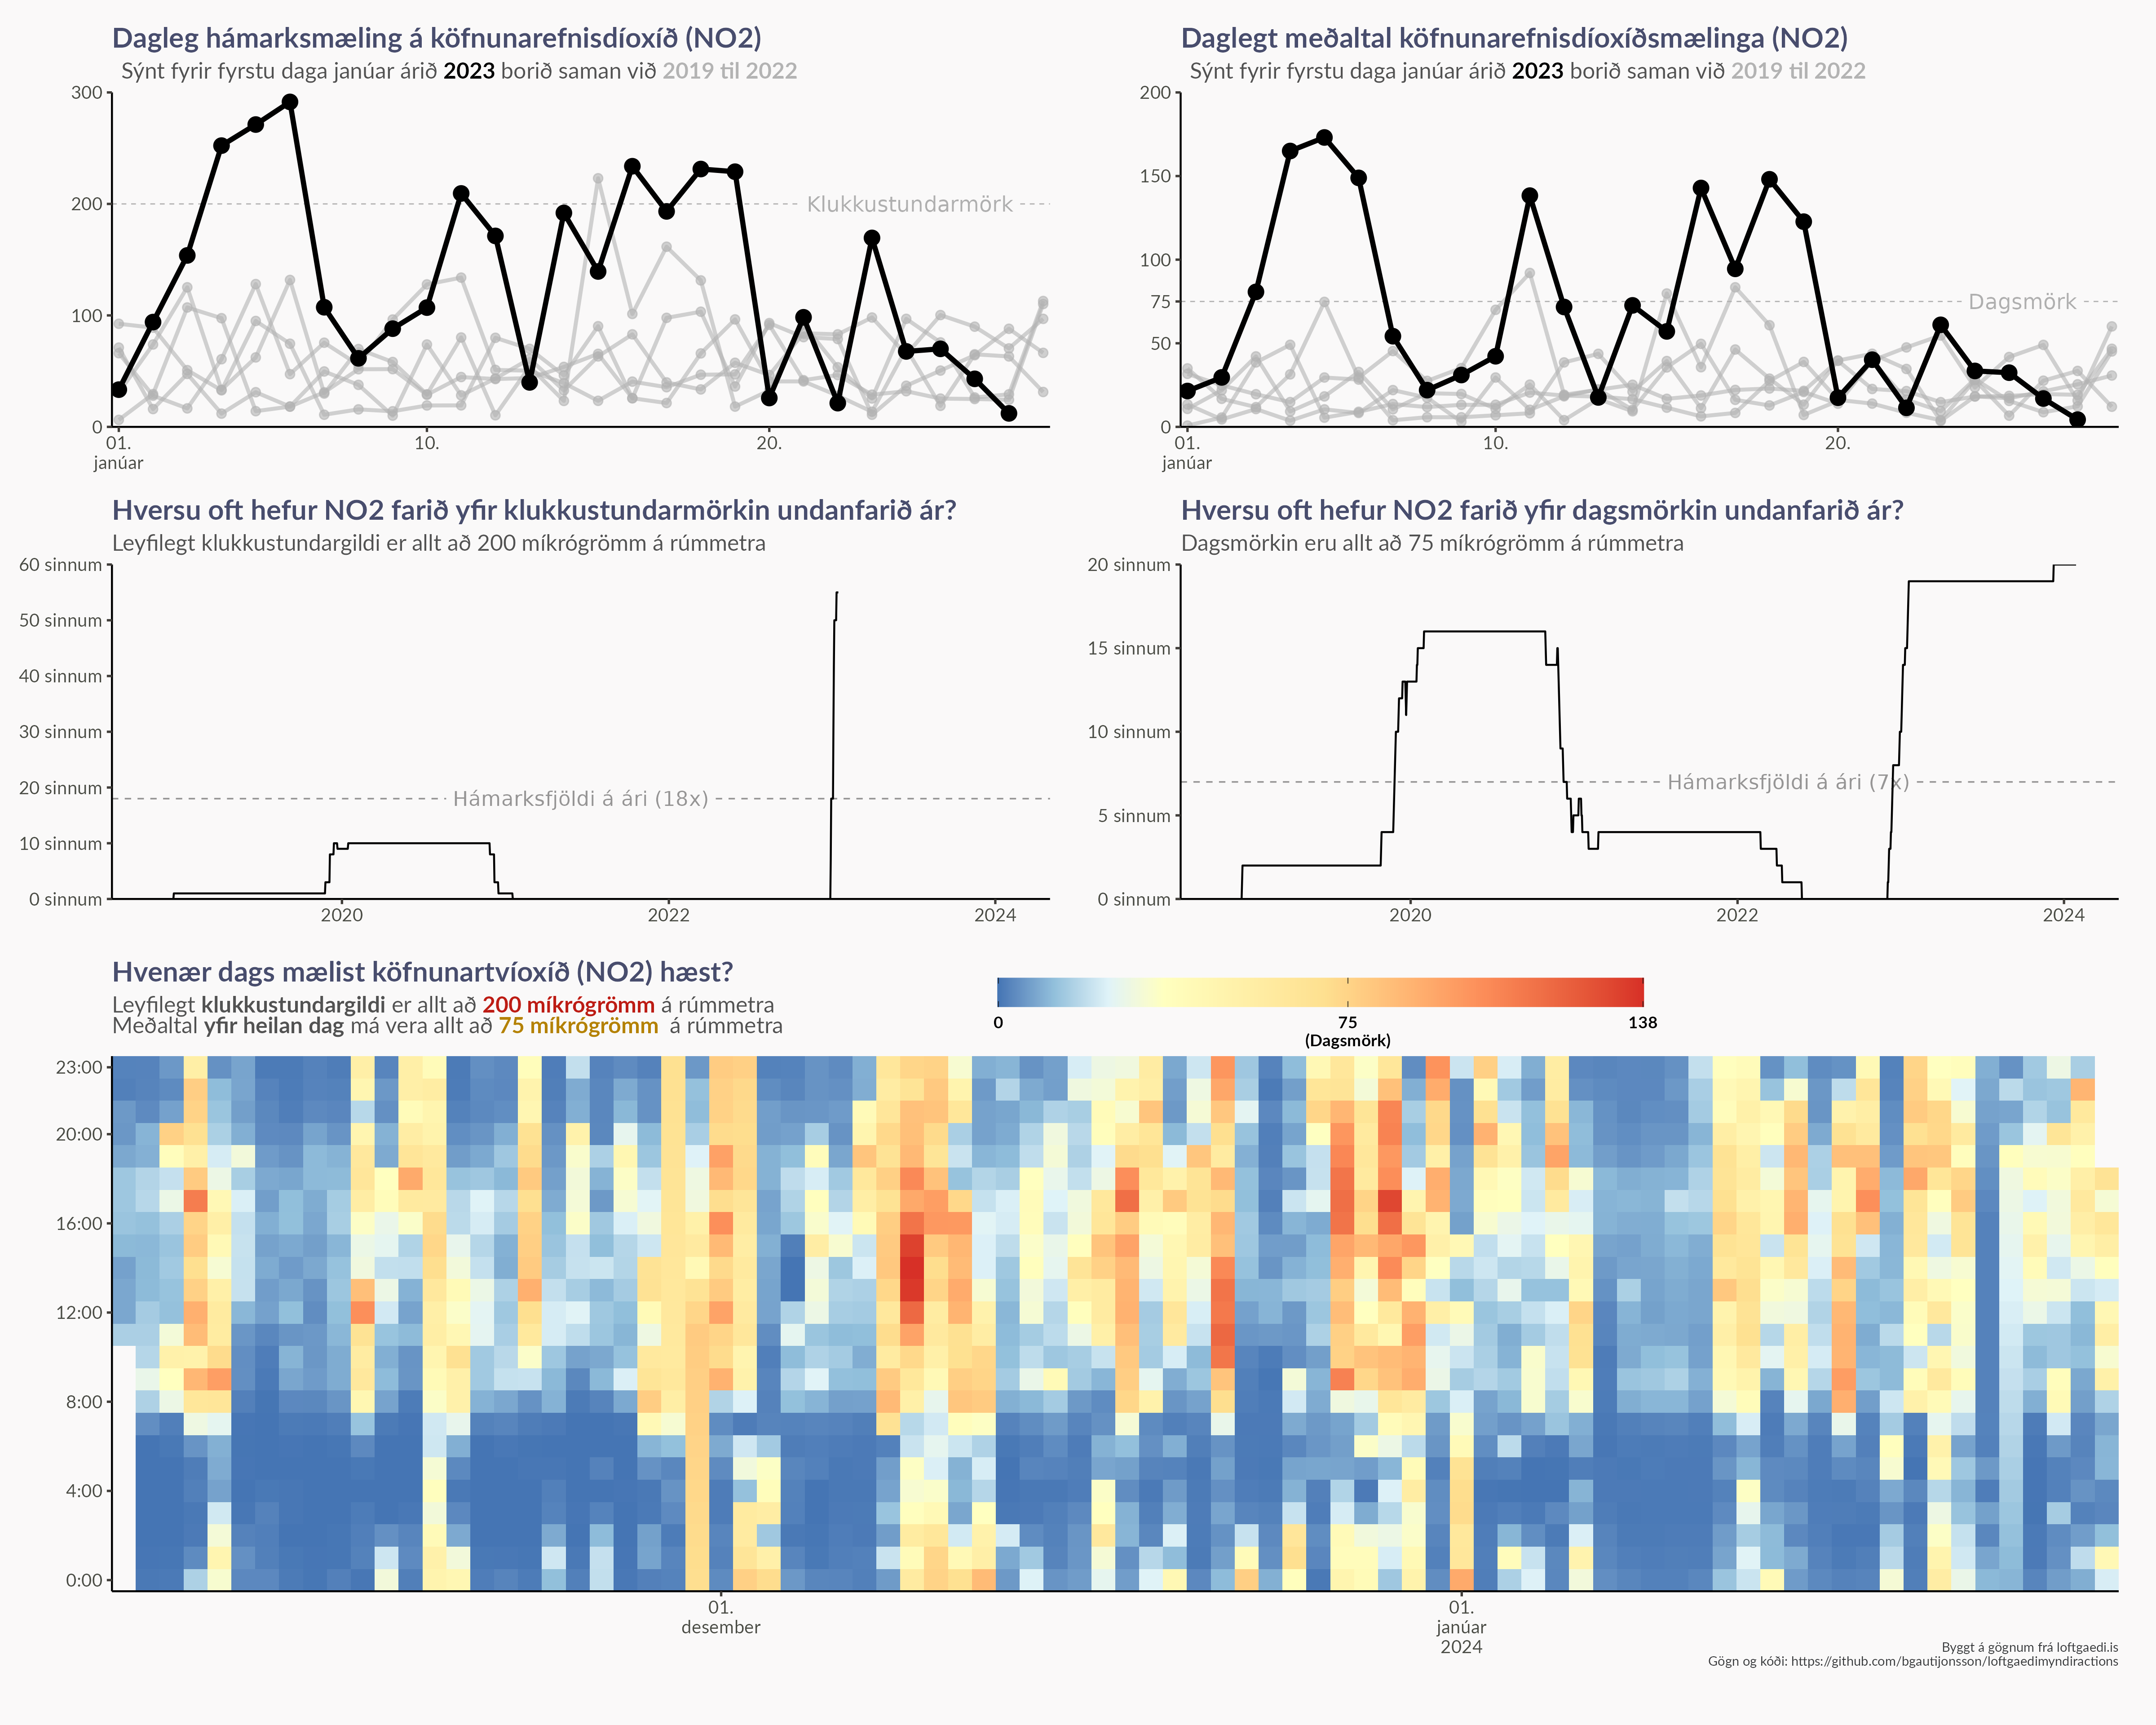 Dagleg hámarksmæling á köfnunarefnisdíoxíð (NO2)
Sýnt fyrir fyrstu daga janúar árið 2023 borið saman við 2019 til 2022
300
200
100
0
Klukkustundarmörk
01.
janúar
10.
20.
Daglegt meðaltal köfnunarefnisdíoxíðsmælinga (NO2)
Sýnt fyrir fyrstu daga janúar árið 2023 borið saman við 2019 til 2022
200
150
100
75
50
0
Dagsmörk
01.
janúar
10.
20.
Hversu oft hefur NO2 farið yfir klukkustundarmörkin undanfarið ár?
Leyfilegt klukkustundargildi er allt að 200 míkrógrömm á rúmmetra
60 sinnum
50 sinnum
40 sinnum
30 sinnum
20 sinnum
10 sinnum
0 sinnum
Hámarksfjöldi á ári (18x)
2020
2022
2024
Hversu oft hefur NO2 farið yfir dagsmörkin undanfarið ár?
Dagsmörkin eru allt að 75 míkrógrömm á rúmmetra
20 sinnum
15 sinnum
10 sinnum
5 sinnum
0 sinnum
Hámarksfjöldi á ári (7x)
2020
2022
2024
Hvenær dags mælist köfnunartvíoxíð (NO2) hæst?
Leyfilegt klukkustundargildi er allt að 200 míkrógrömm á rúmmetra
Meðaltal yfir heilan dag má vera allt að 75 míkrógrömm á rúmmetra
0
75
(Dagsmörk)
138
23:00
20:00
16:00
12:00
8:00
4:00
0:00
01.
desember
01.
janúar
2024
Byggt á gögnum frá loftgaedi.is
Gögn og kóði: https://github.com/bgautijonsson/loftgaedimyndiractions